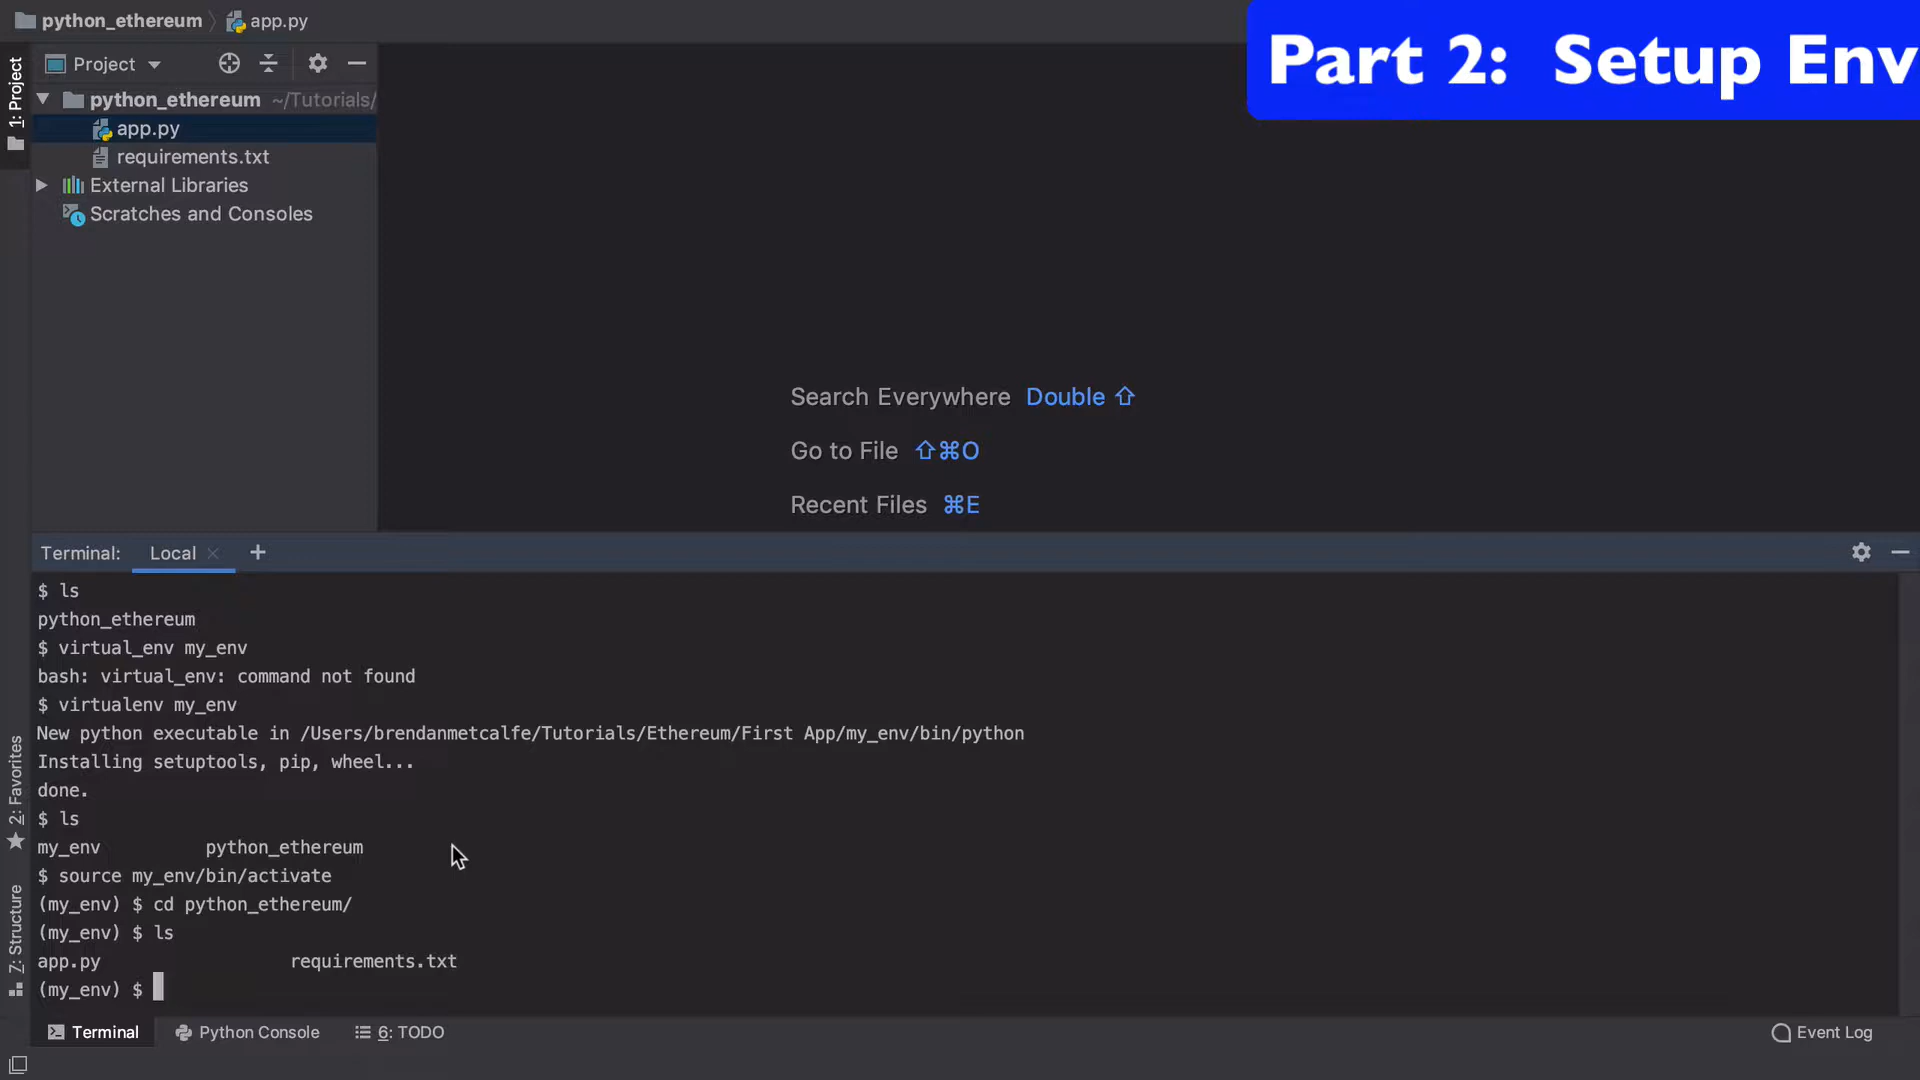 python_ethereum
app.py
Part 2: Setup Env
1: Project
Project
python_ethereum ~/Tutorials/
app.py
requirements.txt
External Libraries
Scratches and Consoles
Search Everywhere Double ⇧
Go to File ⇧⌘O
Recent Files ⌘E
Terminal: Local × +
$ ls
python_ethereum
$ virtual_env my_env
bash: virtual_env: command not found
$ virtualenv my_env
New python executable in /Users/brendanmetcalfe/Tutorials/Ethereum/First App/my_env/bin/python
Installing setuptools, pip, wheel...
done.
$ ls
my_env python_ethereum
$ source my_env/bin/activate
(my_env) $ cd python_ethereum/
(my_env) $ ls
app.py requirements.txt
(my_env) $
2: Favorites
7: Structure
Terminal
Python Console
6: TODO
Event Log